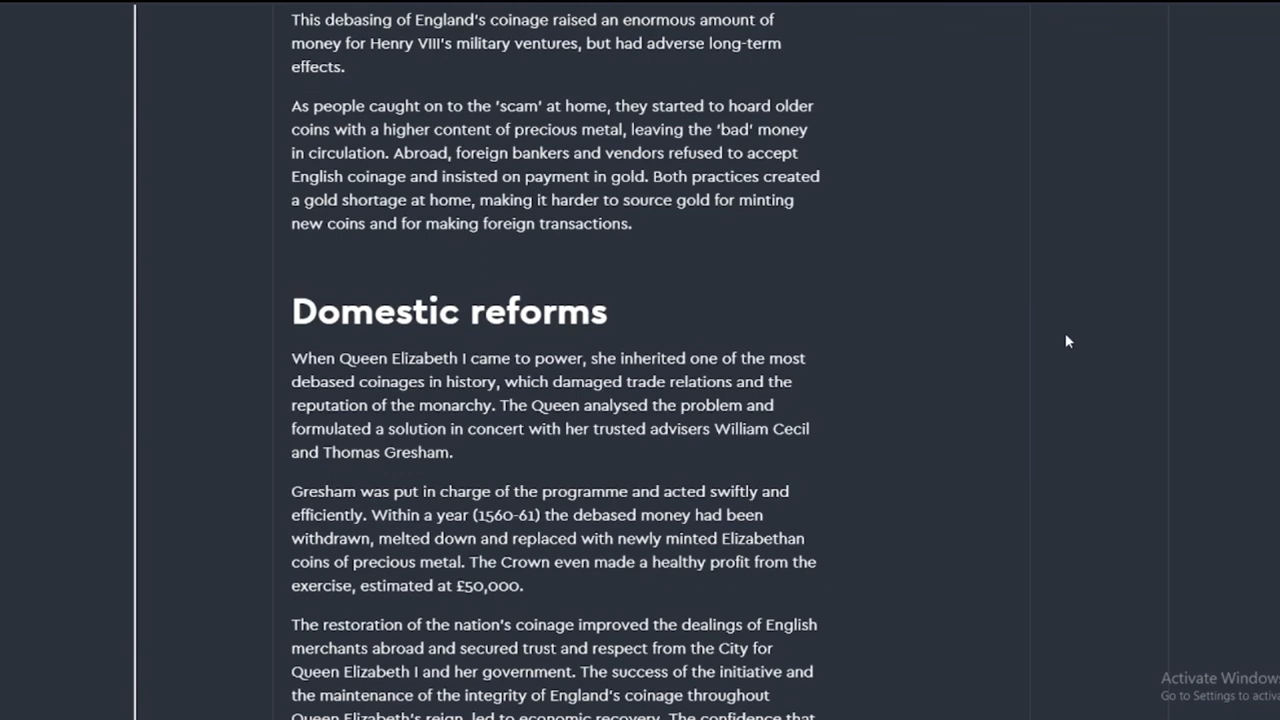 This debasing of England's coinage raised an enormous amount of
money for Henry VIII's military ventures, but had adverse long-term
effects.
As people caught on to the 'scam' at home, they started to hoard older
coins with a higher content of precious metal, leaving the 'bad' money
in circulation. Abroad, foreign bankers and vendors refused to accept
English coinage and insisted on payment in gold. Both practices created
a gold shortage at home, making it harder to source gold for minting
new coins and for making foreign transactions.
Domestic reforms
When Queen Elizabeth I came to power, she inherited one of the most
debased coinages in history, which damaged trade relations and the
reputation of the monarchy. The Queen analysed the problem and
formulated a solution in concert with her trusted advisers William Cecil
and Thomas Gresham.
Gresham was put in charge of the programme and acted swiftly and
efficiently. Within a year (1560-61) the debased money had been
withdrawn, melted down and replaced with newly minted Elizabethan
coins of precious metal. The Crown even made a healthy profit from the
exercise, estimated at £50,000.
The restoration of the nation's coinage improved the dealings of English
merchants abroad and secured trust and respect from the City for
Queen Elizabeth I and her government. The success of the initiative and
the maintenance of the integrity of England's coinage throughout
Queen Elizabeth's reign, led to economic recovery. The confidence that
Activate Windows
Go to Settings to activa